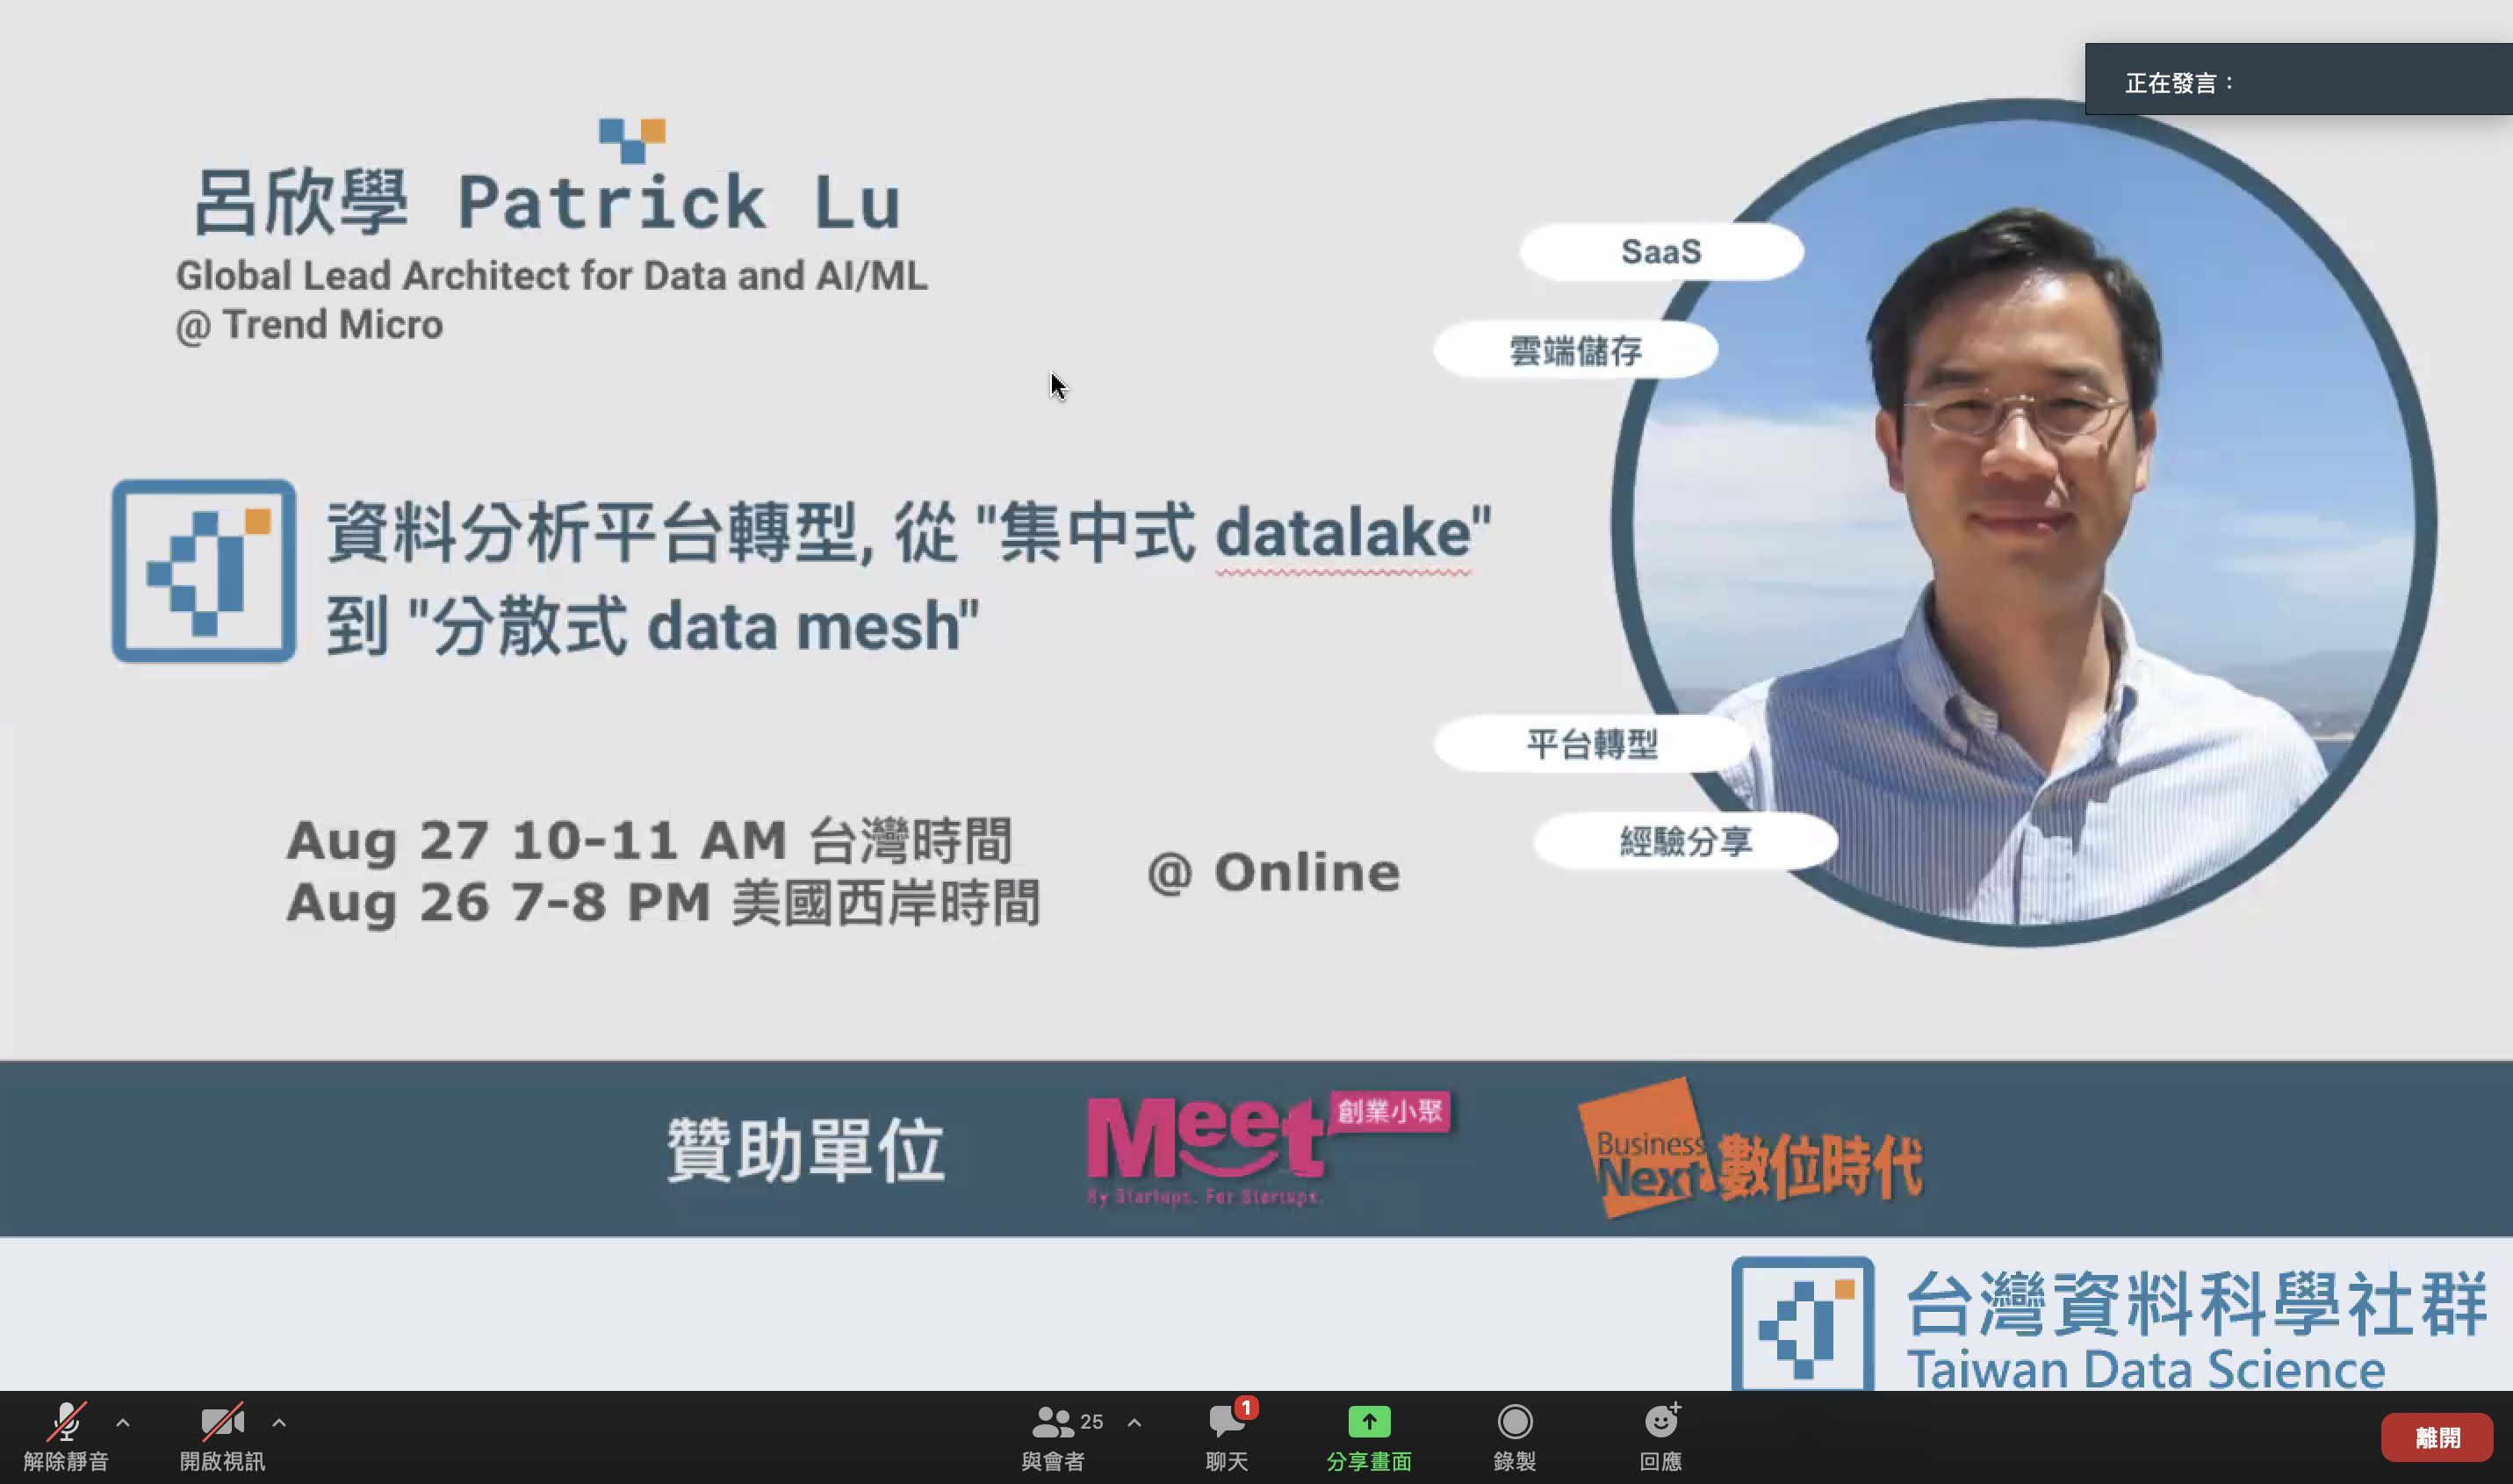 正在發言：
呂欣學 Patrick Lu
Global Lead Architect for Data and AI/ML
@ Trend Micro
SaaS
雲端儲存
資料分析平台轉型, 從 "集中式 datalake"
到 "分散式 data mesh"
平台轉型
經驗分享
Aug 27 10-11 AM 台灣時間
Aug 26 7-8 PM 美國西岸時間
@ Online
贊助單位
Meet 創業小聚
By Startups. For Startups.
Business
Next 數位時代
台灣資料科學社群
Taiwan Data Science
25
1
解除靜音
開啟視訊
與會者
聊天
分享畫面
錄製
回應
離開